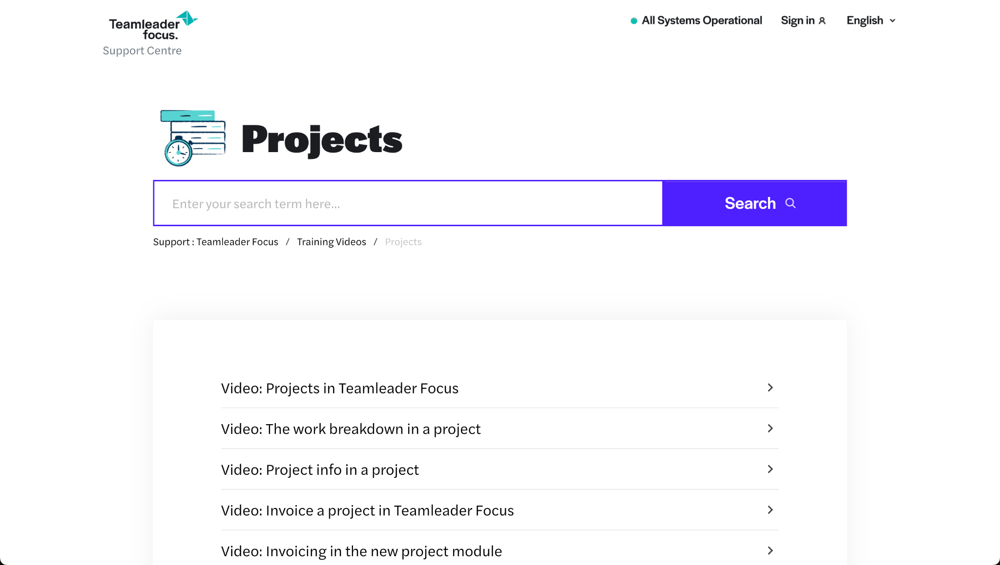 Teamleader
focus.
Support Centre
All Systems Operational
Sign in
English
Projects
Enter your search term here...
Search
Support : Teamleader Focus / Training Videos / Projects
Video: Projects in Teamleader Focus
Video: The work breakdown in a project
Video: Project info in a project
Video: Invoice a project in Teamleader Focus
Video: Invoicing in the new project module